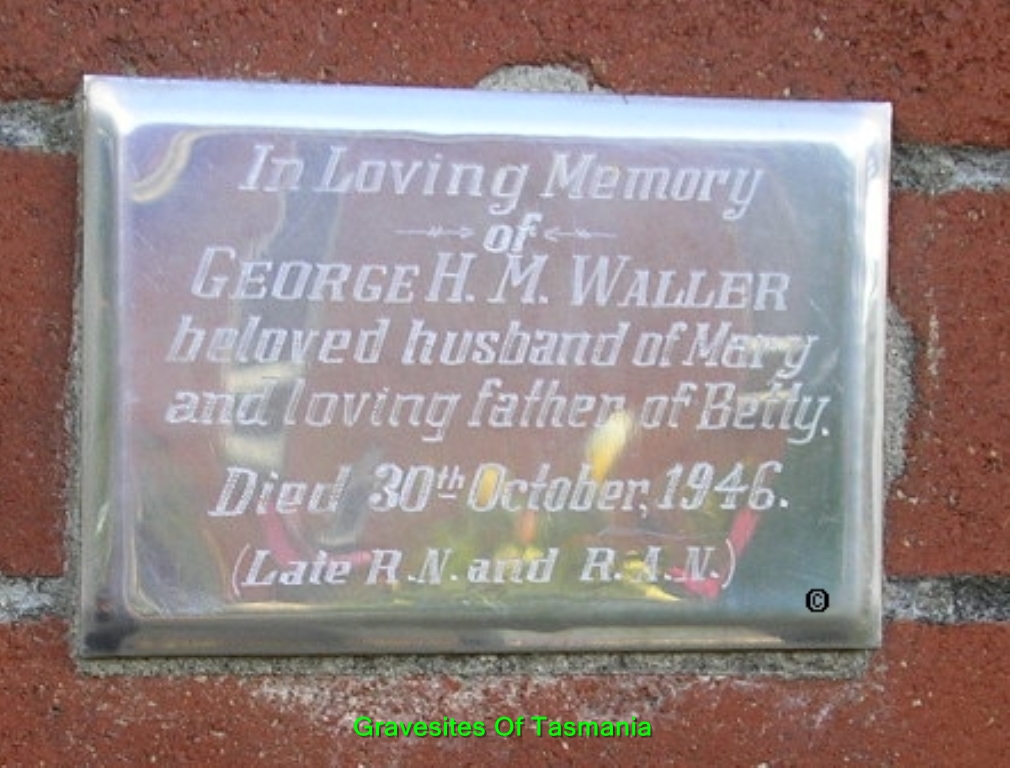 In Loving Memory
of
GEORGE H. M. WALLER
beloved husband of Mary
and loving father of Betty.
Died 30th October, 1946.
(Late R.N. and R.A.N.)
©
Gravesites Of Tasmania